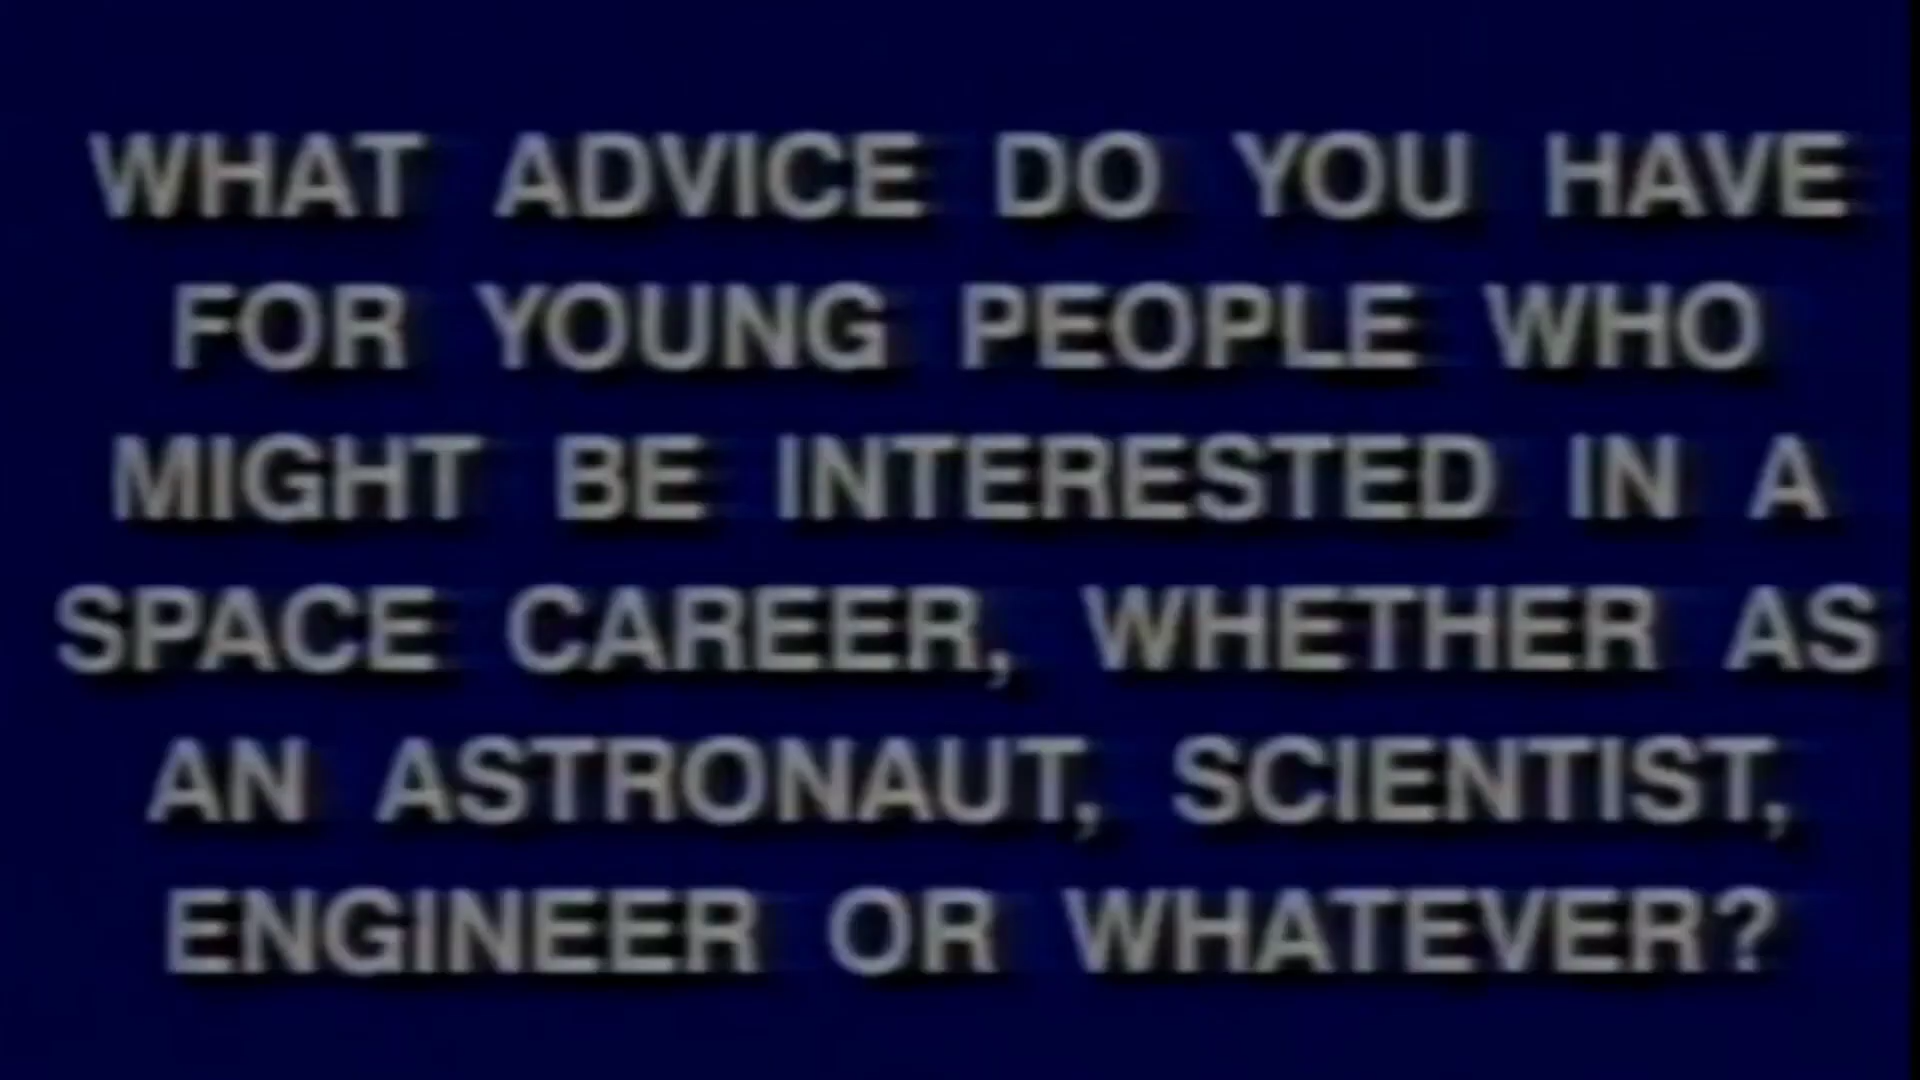 WHAT ADVICE DO YOU HAVE
FOR YOUNG PEOPLE WHO
MIGHT BE INTERESTED IN A
SPACE CAREER, WHETHER AS
AN ASTRONAUT, SCIENTIST,
ENGINEER OR WHATEVER?